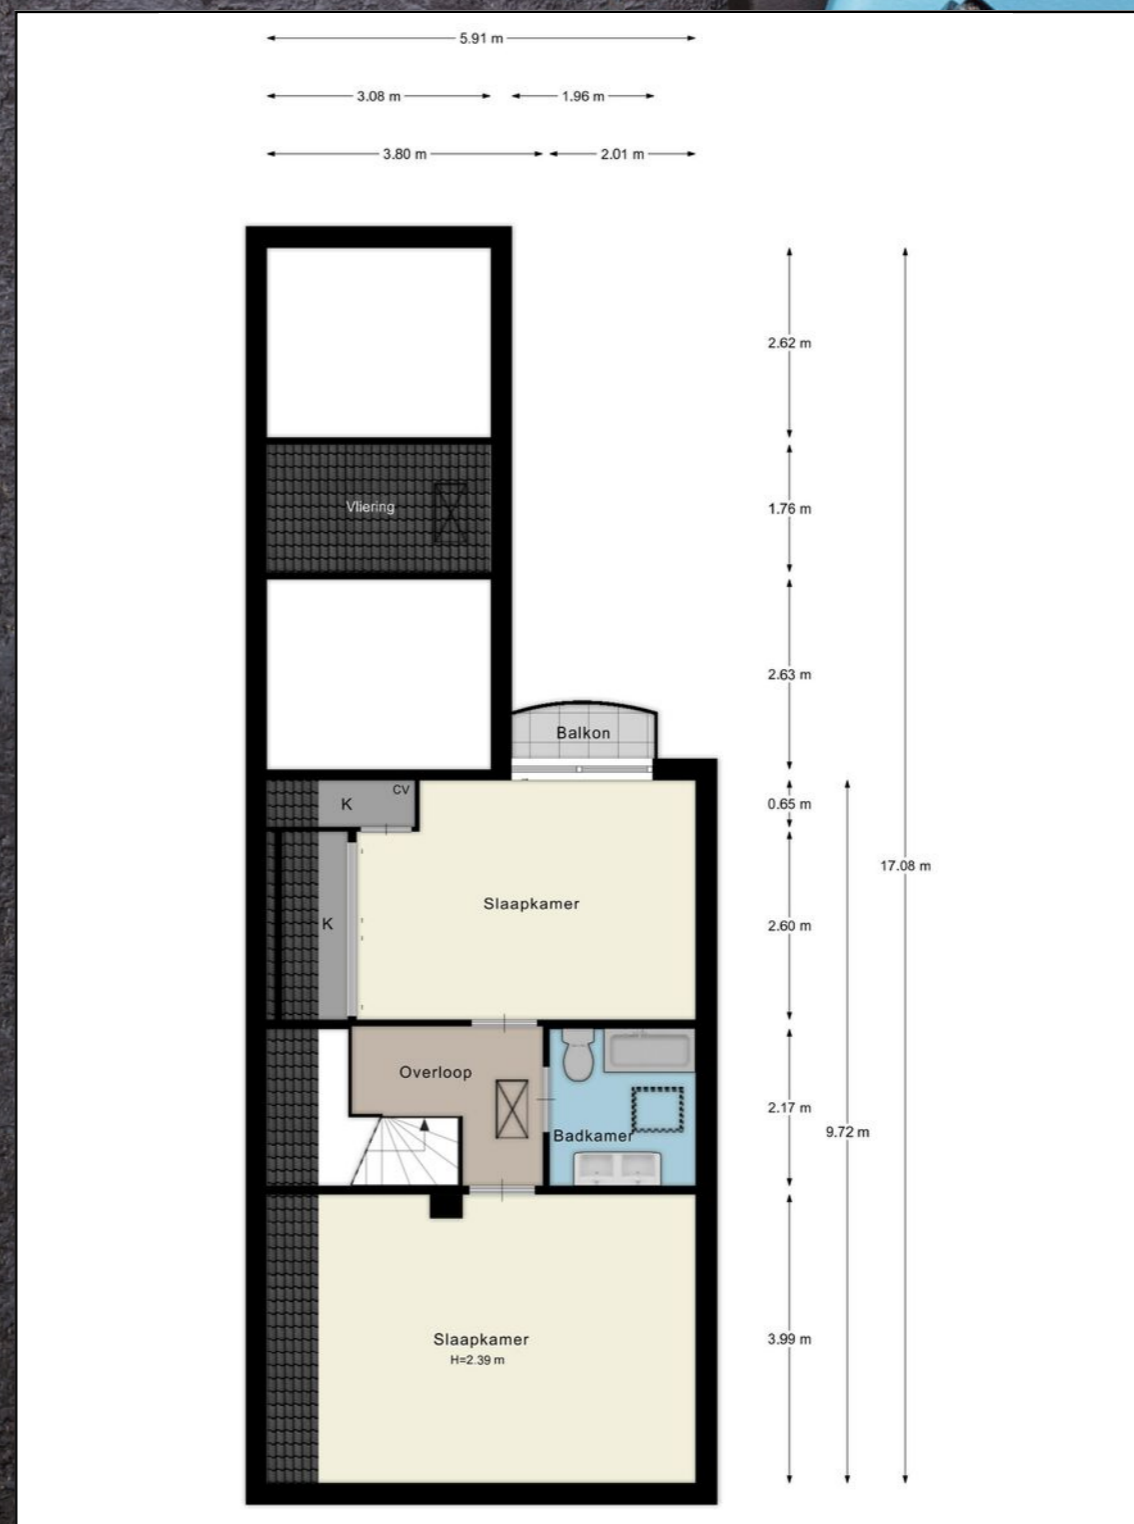 5.91 m
3.08 m
1.96 m
3.80 m
2.01 m
2.62 m
Vliering
1.76 m
2.63 m
Balkon
CV
K
0.65 m
17.08 m
Slaapkamer
K
2.60 m
Overloop
2.17 m
Badkamer
9.72 m
Slaapkamer
3.99 m
H=2.39 m